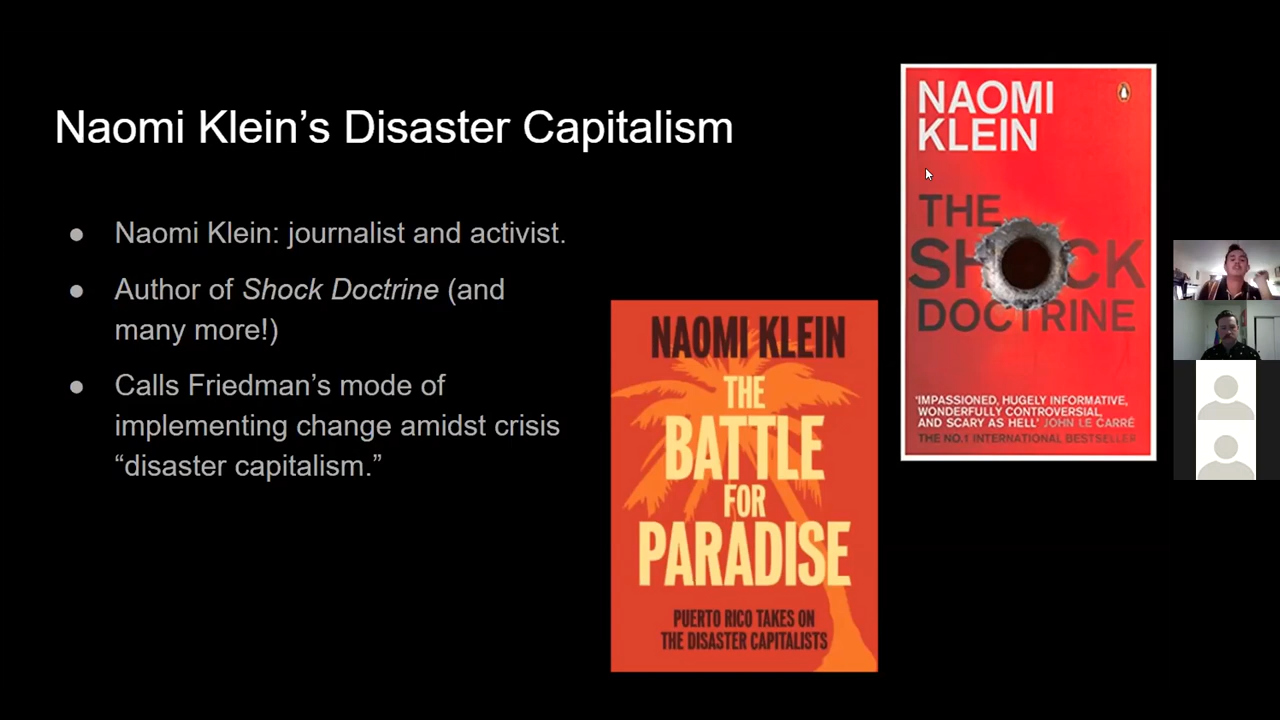 Naomi Klein’s Disaster Capitalism
● Naomi Klein: journalist and activist.
● Author of Shock Doctrine (and
many more!)
● Calls Friedman’s mode of
implementing change amidst crisis
“disaster capitalism.”
NAOMI KLEIN
THE
BATTLE
FOR
PARADISE
PUERTO RICO TAKES ON
THE DISASTER CAPITALISTS
NAOMI
KLEIN
THE
SHOCK
DOCTRINE
‘IMPASSIONED, HUGELY INFORMATIVE,
WONDERFULLY CONTROVERSIAL,
AND SCARY AS HELL’ JOHN LE CARRÉ
THE NO.1 INTERNATIONAL BESTSELLER